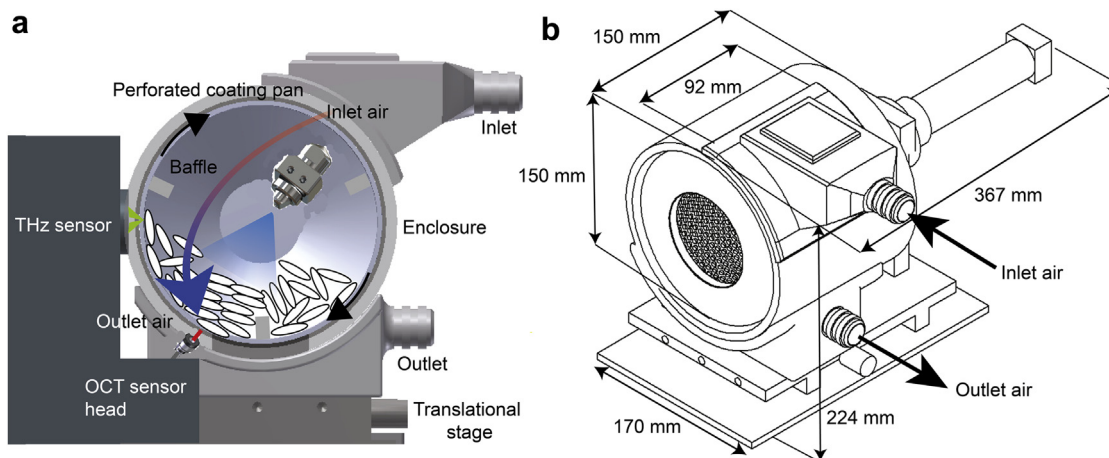 a
Perforated coating pan
Inlet air
Inlet
Baffle
THz sensor
Enclosure
Outlet air
Outlet
OCT sensor
head
Translational
stage
b
150 mm
92 mm
150 mm
367 mm
Inlet air
Outlet air
170 mm
224 mm